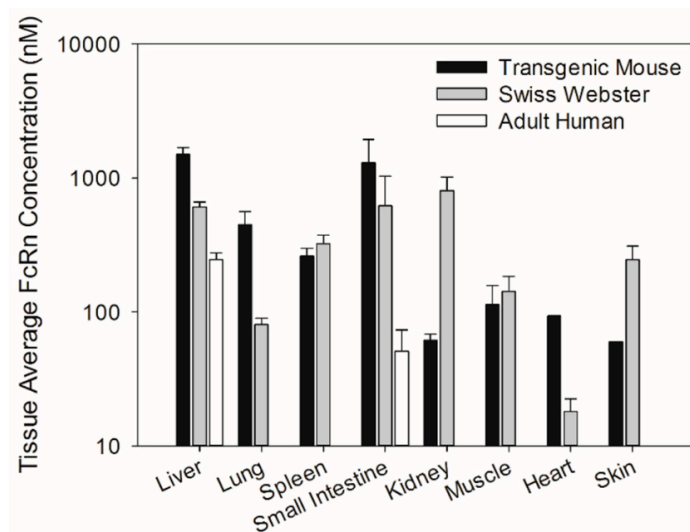 Tissue Average FcRn Concentration (nM)
10000
1000
100
10
Transgenic Mouse
Swiss Webster
Adult Human
Liver
Lung
Spleen
Small Intestine
Kidney
Muscle
Heart
Skin